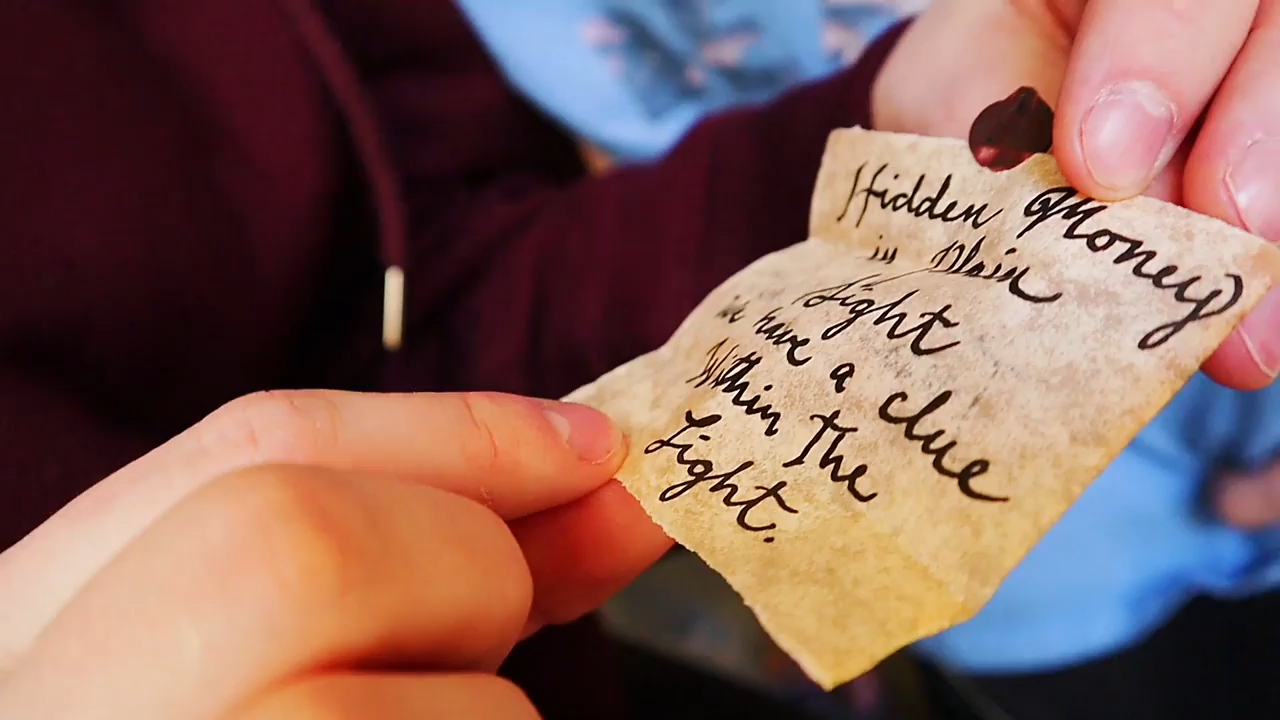 Hidden Money
in Plain
Sight
we have a clue
Within The
Light.